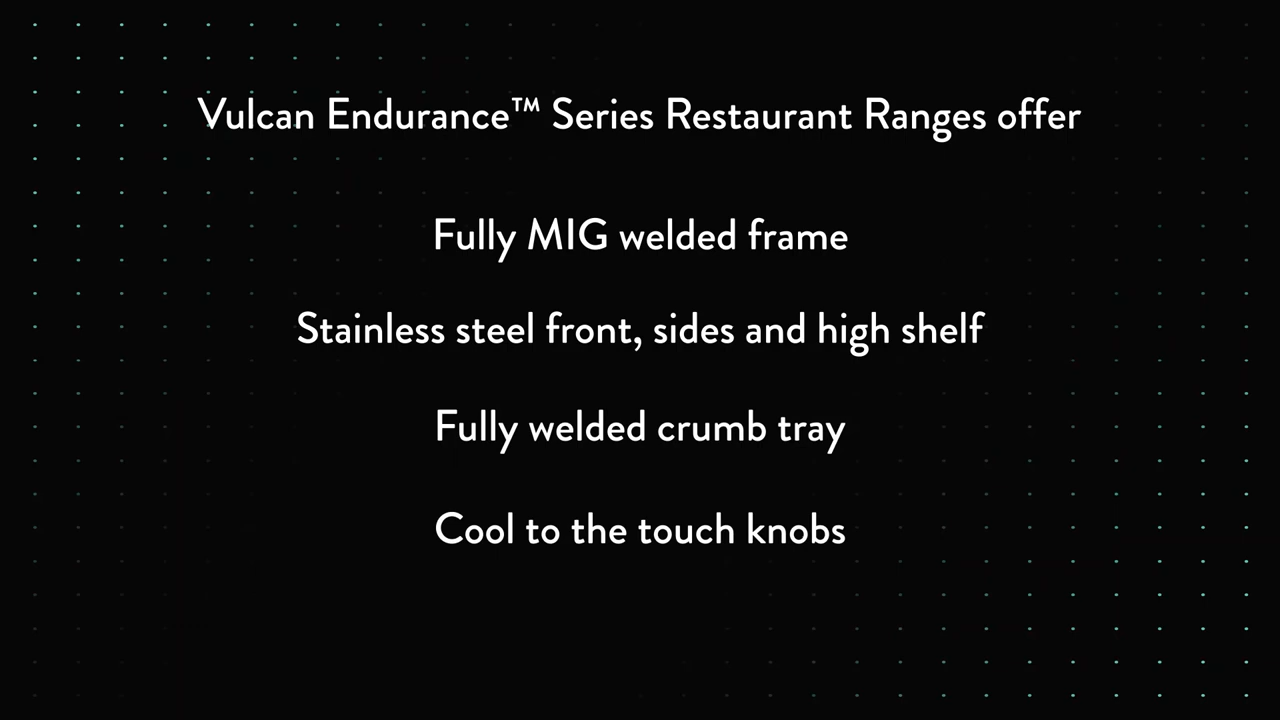 Vulcan Endurance™ Series Restaurant Ranges offer
Fully MIG welded frame
Stainless steel front, sides and high shelf
Fully welded crumb tray
Cool to the touch knobs